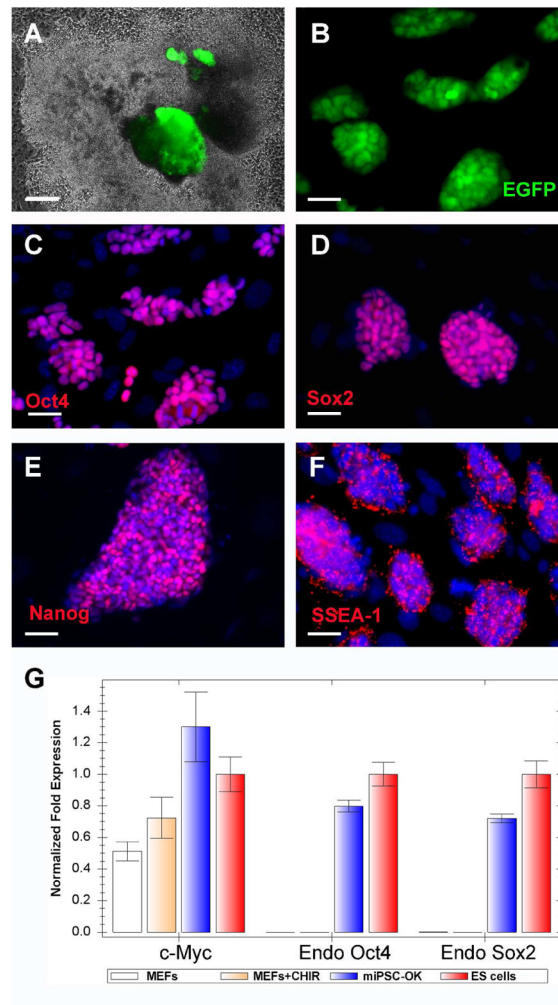 A
B
EGFP
C
Oct4
D
Sox2
E
Nanog
F
SSEA-1
G
Normalized Fold Expression
1.4
1.2
1.0
0.8
0.6
0.4
0.2
0.0
c-Myc Endo Oct4 Endo Sox2
MEFs MEFs+CHIR miPSC-OK ES cells